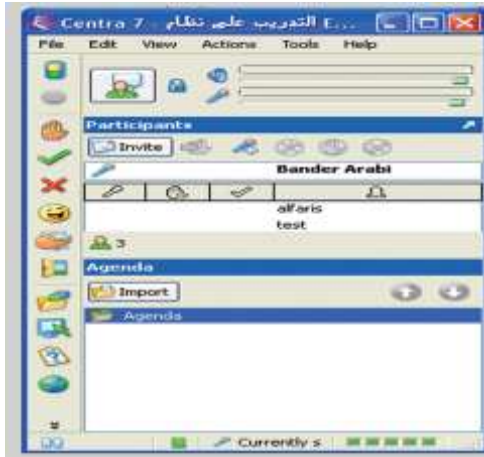 Centra 7 - التدريب على نظام E...
File Edit View Actions Tools Help
Participants
Invite
Bander Arabi
alfaris
test
3
Agenda
Import
Agenda
Currently s